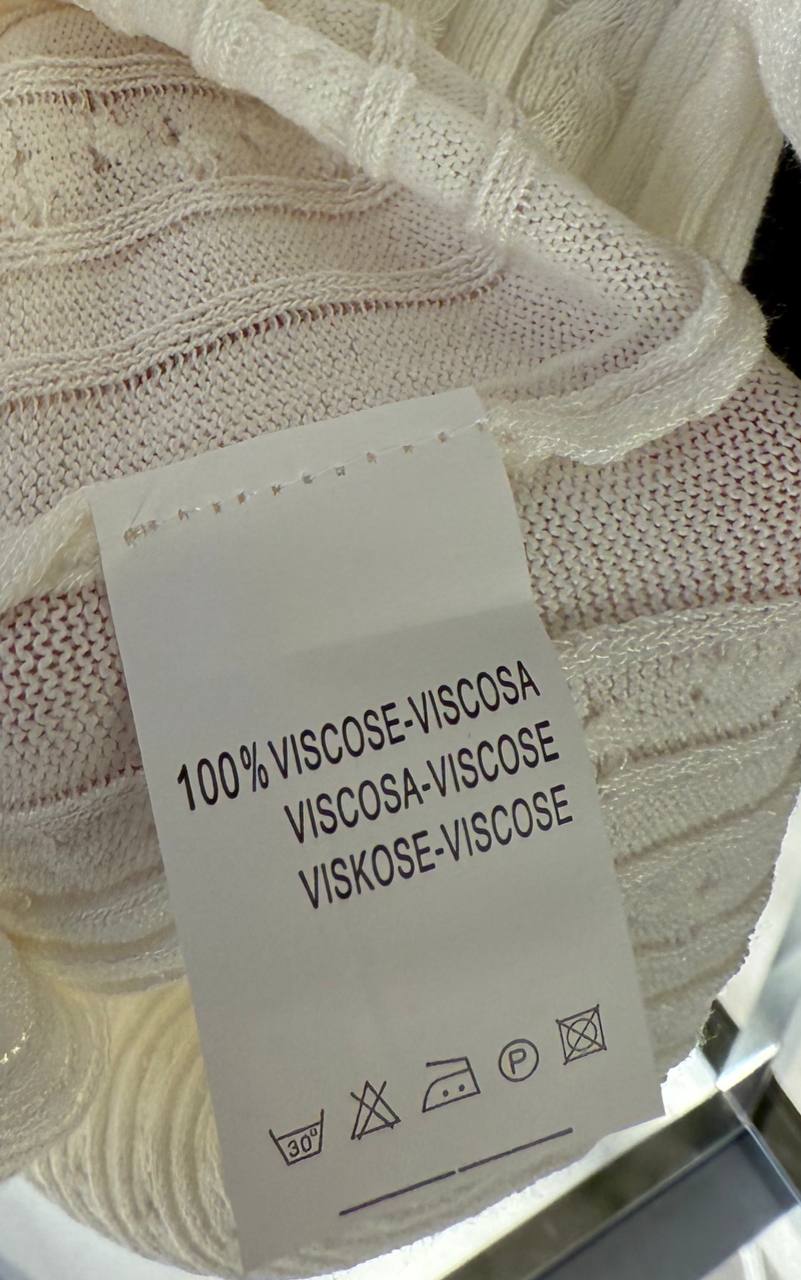 100% VISCOSE-VISCOSA
VISCOSA-VISCOSE
VISKOSE-VISCOSE
30°
P